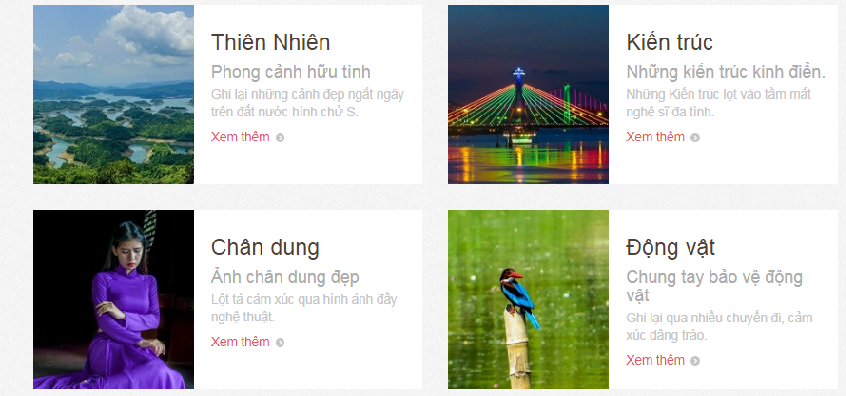 Thiên Nhiên
Phong cảnh hữu tình
Ghi lại những cảnh đẹp ngất ngây
trên đất nước hình chử S.
Xem thêm
Kiến trúc
Những kiến trúc kinh điển.
Những Kiến trúc lọt vào tầm mắt
nghệ sĩ đa tình.
Xem thêm
Chân dung
Ảnh chân dung đẹp
Lột tả cảm xúc qua hình ảnh đầy
nghệ thuật.
Xem thêm
Động vật
Chung tay bảo vệ động
vật
Ghi lại qua nhiều chuyến đi, cảm
xúc dâng trào.
Xem thêm